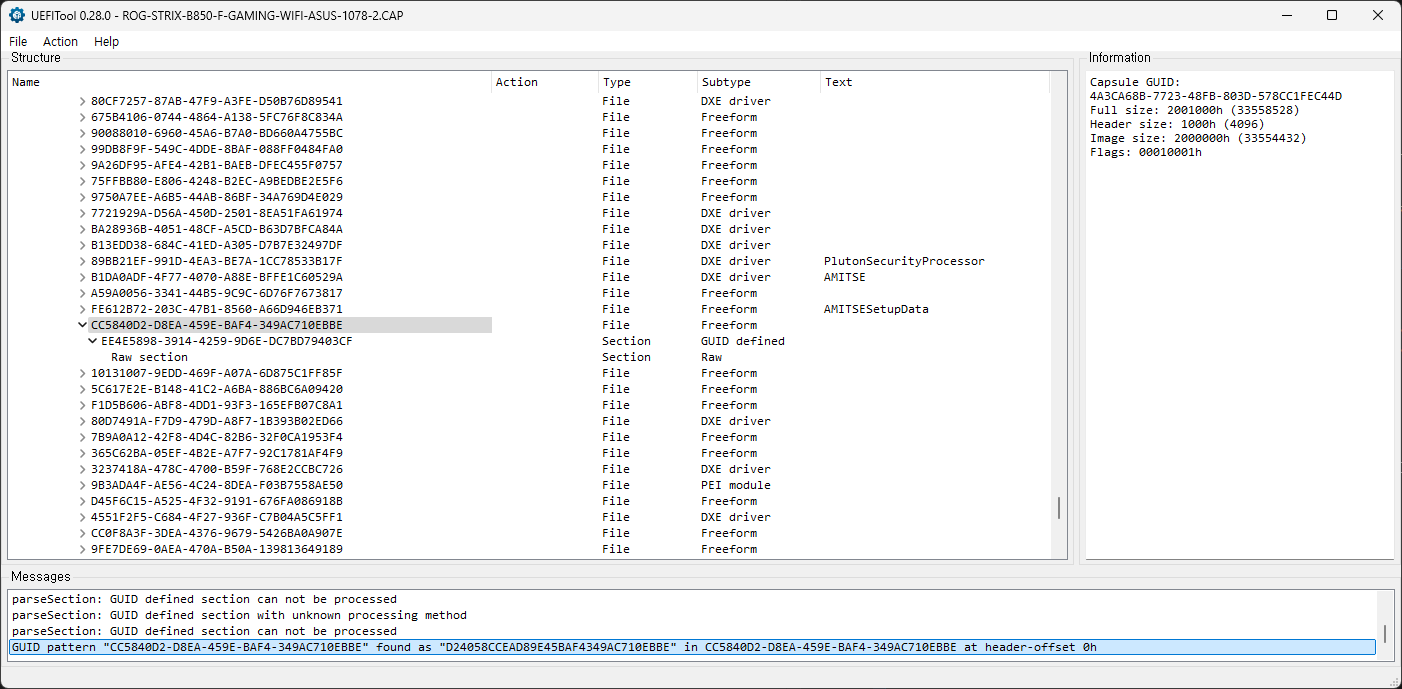 UEFITool 0.28.0 - ROG-STRIX-B850-F-GAMING-WIFI-ASUS-1078-2.CAP
File Action Help
Structure
Name Action Type Subtype Text
80CF7257-87AB-47F9-A3FE-D50B76D89541 File DXE driver
675B4106-0744-4864-A138-5FC76F8C834A File Freeform
90088010-6960-45A6-B7A0-BD660A4755BC File Freeform
99DB8F9F-549C-4DDE-8BAF-088FF0484FA0 File Freeform
9A26DF95-AFE4-42B1-BAEB-DFEC455F0757 File Freeform
75FFBB80-E806-4248-B2EC-A9BEDBE2E5F6 File Freeform
9750A7EE-A6B5-44AB-86BF-34A769D4E029 File Freeform
7721929A-D56A-450D-2501-8EA51FA61974 File DXE driver
BA28936B-4051-48CF-A5CD-B63D7BFCA84A File DXE driver
B13EDD38-684C-41ED-A305-D7B7E32497DF File DXE driver
89BB21EF-991D-4EA3-BE7A-1CC78533B17F File DXE driver PlutonSecurityProcessor
B1DA0ADF-4F77-4070-A88E-BFFE1C60529A File DXE driver AMITSE
A59A0056-3341-44B5-9C9C-6D76F7673817 File Freeform
FE612B72-203C-47B1-8560-A66D946EB371 File Freeform AMITSESetupData
CC5840D2-D8EA-459E-BAF4-349AC710EBBE File Freeform
EE4E5898-3914-4259-9D6E-DC7BD79403CF Section GUID defined
Raw section Section Raw
10131007-9EDD-469F-A07A-6D875C1FF85F File Freeform
5C617E2E-B148-41C2-A6BA-886BC6A09420 File Freeform
F1D5B606-ABF8-4DD1-93F3-165EFB07C8A1 File Freeform
80D7491A-F7D9-479D-A8F7-1B393B02ED66 File DXE driver
7B9A0A12-42F8-4D4C-82B6-32F0CA1953F4 File Freeform
365C62BA-05EF-4B2E-A7F7-92C1781AF4F9 File Freeform
3237418A-478C-4700-B59F-768E2CCBC726 File DXE driver
9B3ADA4F-AE56-4C24-8DEA-F03B7558AE50 File PEI module
D45F6C15-A525-4F32-9191-676FA086918B File Freeform
4551F2F5-C684-4F27-936F-C7B04A5C5FF1 File DXE driver
CC0F8A3F-3DEA-4376-9679-5426BA0A907E File Freeform
9FE7DE69-0AEA-470A-B50A-139813649189 File Freeform
Information
Capsule GUID:
4A3CA68B-7723-48FB-803D-578CC1FEC44D
Full size: 2001000h (33558528)
Header size: 1000h (4096)
Image size: 2000000h (33554432)
Flags: 00010001h
Messages
parseSection: GUID defined section can not be processed
parseSection: GUID defined section with unknown processing method
parseSection: GUID defined section can not be processed
GUID pattern "CC5840D2-D8EA-459E-BAF4-349AC710EBBE" found as "D24058CCEAD89E45BAF4349AC710EBBE" in CC5840D2-D8EA-459E-BAF4-349AC710EBBE at header-offset 0h